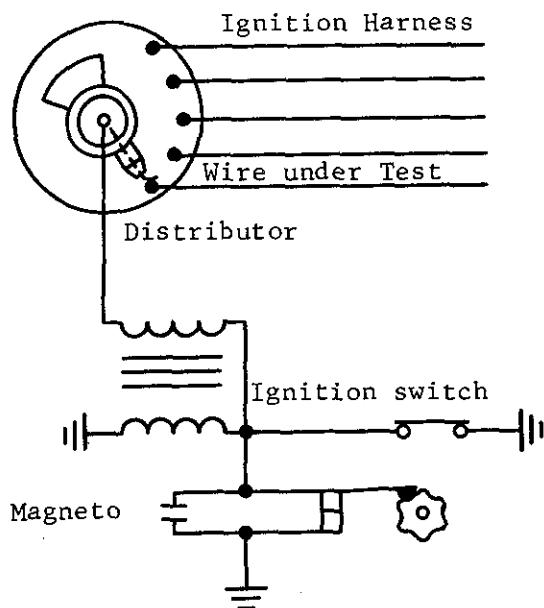 Ignition Harness
Wire under Test
Distributor
Ignition switch
Magneto